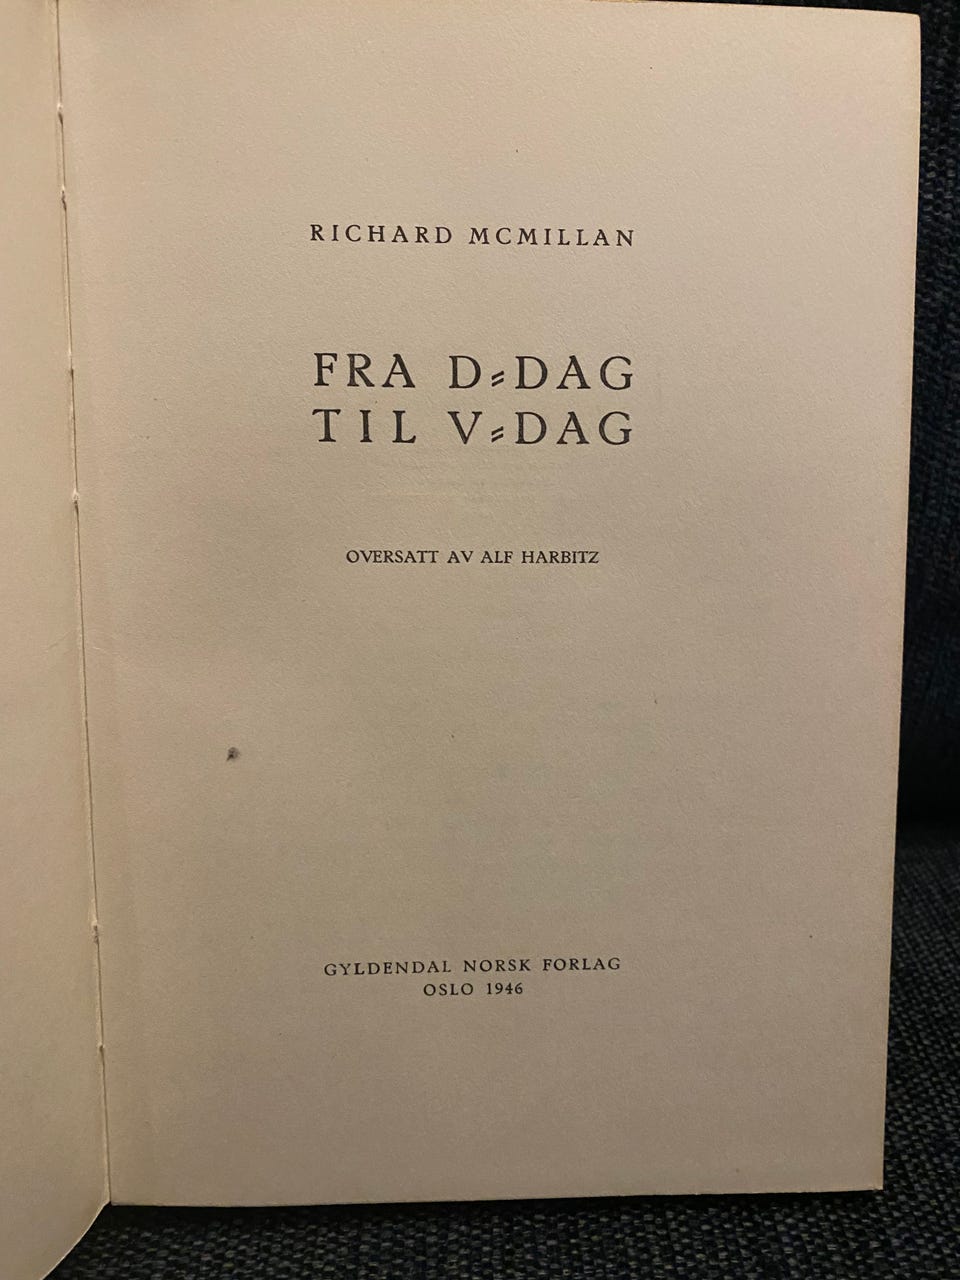 RICHARD MCMILLAN
FRA D⸗DAG
TIL V⸗DAG
OVERSATT AV ALF HARBITZ
GYLDENDAL NORSK FORLAG
OSLO 1946